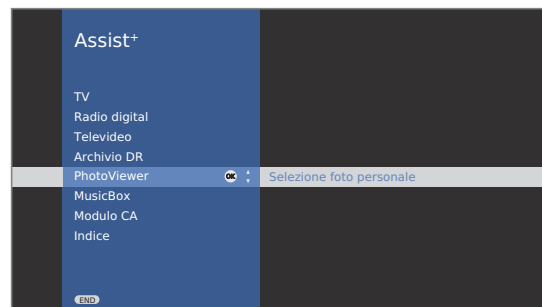 Assist+
TV
Radio digital
Televideo
Archivio DR
PhotoViewer OK Selezione foto personale
MusicBox
Modulo CA
Indice
END